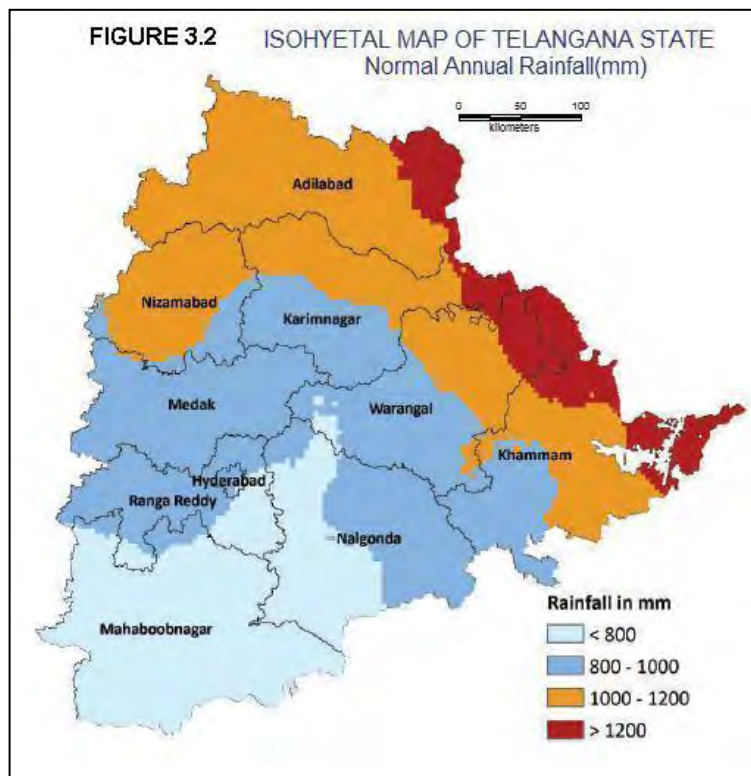 FIGURE 3.2
ISOHYETAL MAP OF TELANGANA STATE
Normal Annual Rainfall(mm)
0 50 100
kilometers
Adilabad
Nizamabad
Karimnagar
Medak
Warangal
Hyderabad
Khammam
Ranga Reddy
Nalgonda
Mahaboobnagar
Rainfall in mm
< 800
800 - 1000
1000 - 1200
> 1200